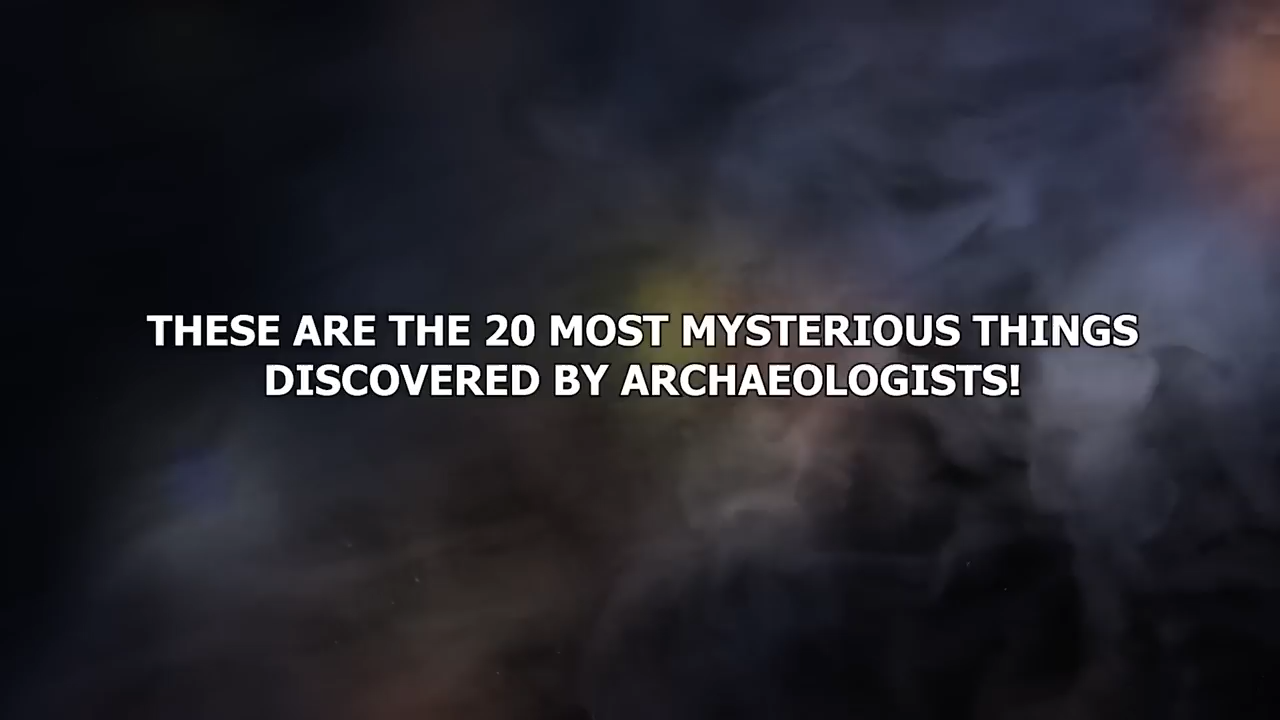 THESE ARE THE 20 MOST MYSTERIOUS THINGS
DISCOVERED BY ARCHAEOLOGISTS!